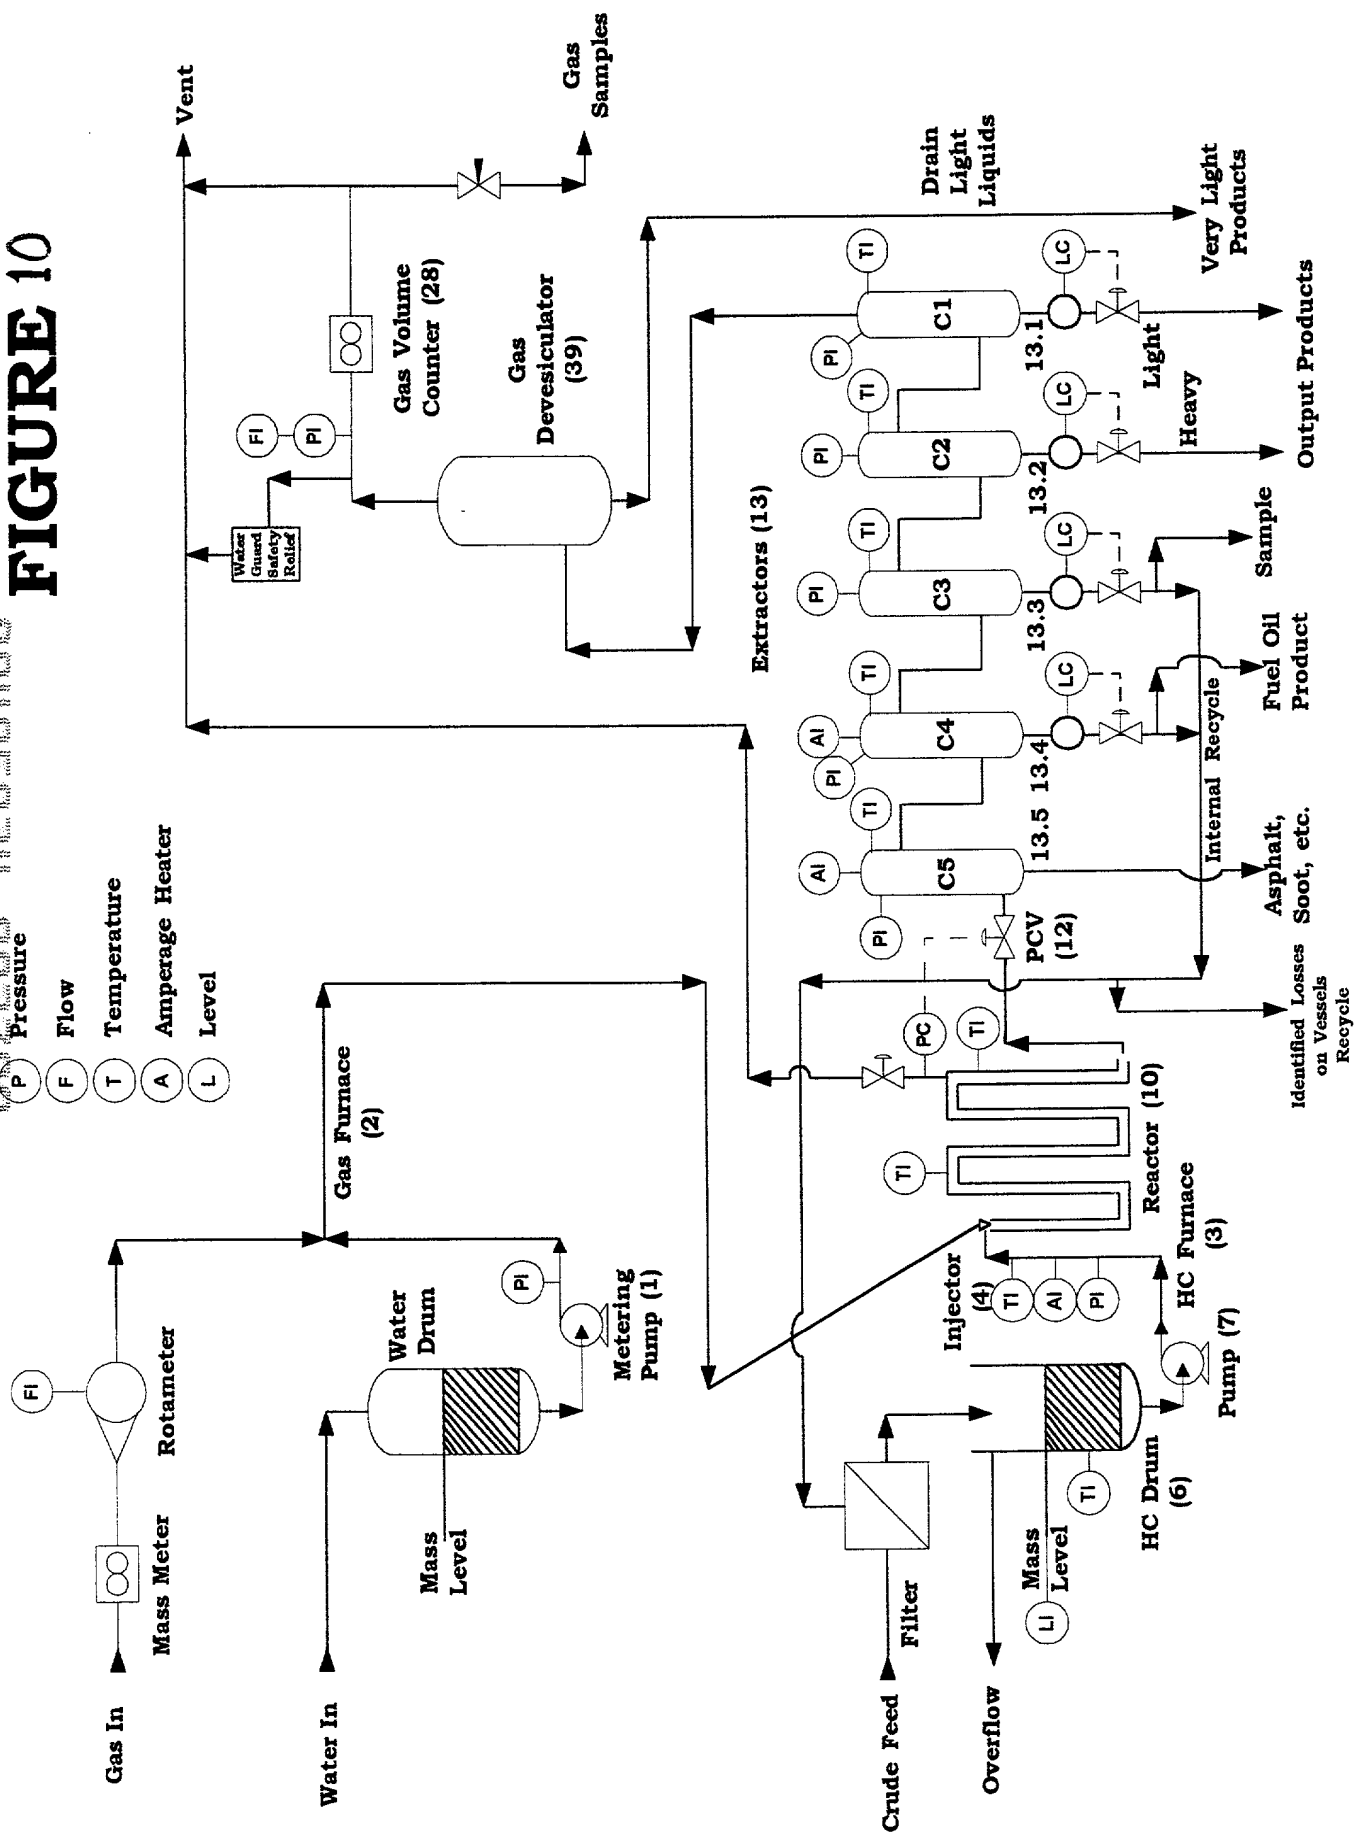 FIGURE 10
P Pressure
F Flow
T Temperature
A Amperage Heater
L Level
Gas In
Mass Meter
FI
Rotameter
Water In
Mass
Level
Water
Drum
PI
Metering
Pump (1)
Gas Furnace
(2)
Vent
Water
Guard
Safety
Relief
FI
PI
Gas Volume
Counter (28)
Gas
Samples
Gas
Devesiculator
(39)
Drain
Light
Liquids
Very Light
Products
Extractors (13)
Crude Feed
Filter
Overflow
LI
Mass
Level
TI
HC Drum
(6)
Pump (7)
HC Furnace
(3)
Injector
(4)
TI
AI
PI
TI
Reactor (10)
PC
TI
PCV
(12)
PI
AI
TI
C5
13.5
PI
AI
TI
C4
13.4
LC
PI
TI
C3
13.3
LC
PI
TI
C2
13.2
LC
PI
TI
C1
13.1
LC
Light
Heavy
Output Products
Sample
Fuel Oil
Product
Internal Recycle
Asphalt,
Soot, etc.
Identified Losses
on Vessels
Recycle